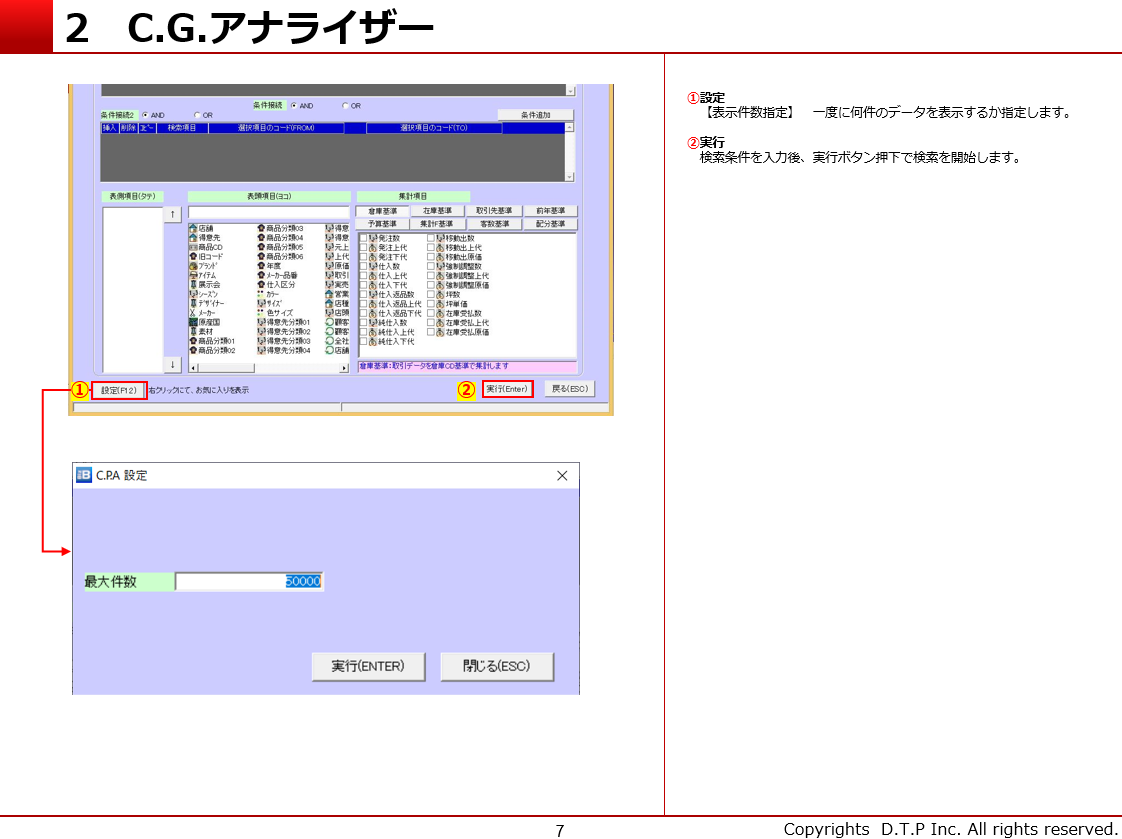 2 C.G.アナライザー
条件接続 AND OR
条件接続2 AND OR
条件追加
挿入 削除 ｺﾋﾟｰ 検索項目 選択項目のコード(FROM) 選択項目のコード(TO)
表側項目(タテ) 表頭項目(ヨコ) 集計項目
↑
倉庫基準 在庫基準 取引先基準 前年基準
予算基準 集計F基準 客数基準 配分基準
店舗 商品分類03 得意
得意先 商品分類04 得意
商品CD 商品分類05 元上
旧コード 商品分類06 上代
ﾌﾞﾗﾝﾄﾞ 年度 原価
ｱｲﾃﾑ ﾒｰｶｰ品番 取引
展示会 仕入区分 実売
ｼｰｽﾞﾝ ｶﾗｰ 営業
ﾃﾞｻﾞｲﾅｰ ｻｲｽﾞ 店種
ﾒｰｶｰ 色サイズ 店頭
原産国 得意先分類01 顧客
素材 得意先分類02 顧客
商品分類01 得意先分類03 全社
商品分類02 得意先分類04 店舗
発注数 移動出数
発注上代 移動出上代
発注下代 移動出原価
仕入数 強制調整数
仕入上代 強制調整上代
仕入下代 強制調整原価
仕入返品数 坪数
仕入返品上代 坪単価
仕入返品下代 在庫受払数
純仕入数 在庫受払上代
純仕入上代 在庫受払原価
純仕入下代
↓
倉庫基準:取引データを倉庫CD基準で集計します
① 設定(F12) 右クリックにて、お気に入りを表示 ② 実行(Enter) 戻る(ESC)
C.P.A 設定
最大件数 50000
実行(ENTER) 閉じる(ESC)
①設定
【表示件数指定】 一度に何件のデータを表示するか指定します。
②実行
検索条件を入力後、実行ボタン押下で検索を開始します。
7
Copyrights D.T.P Inc. All rights reserved.